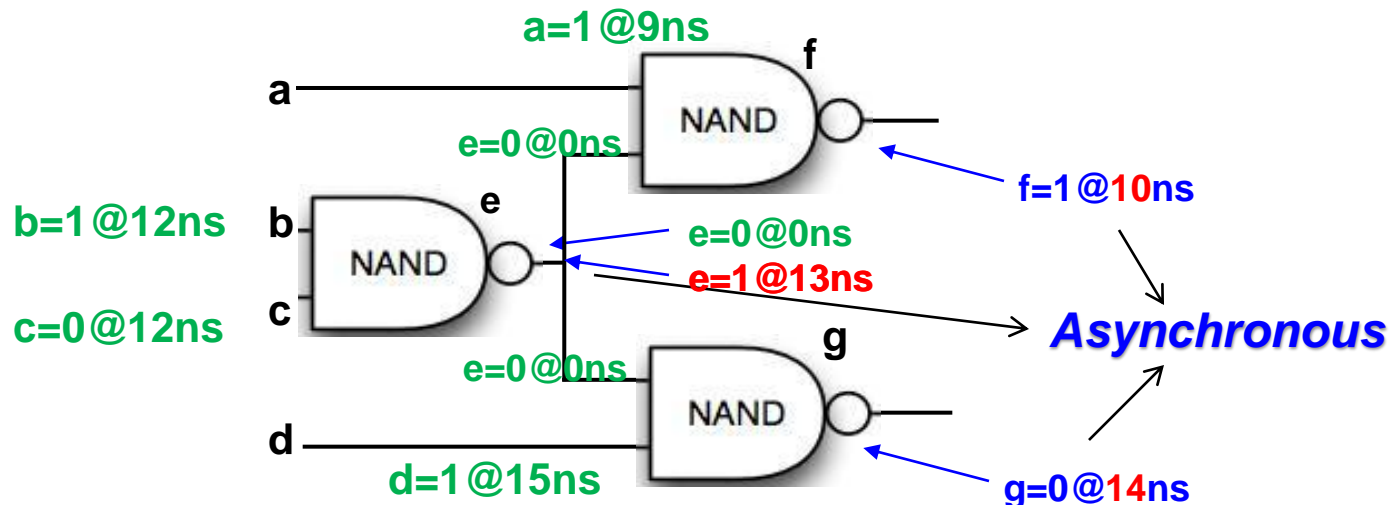 a=1@9ns
f
a
NAND
e=0@0ns
f=1@10ns
b=1@12ns
b
e
NAND
e=0@0ns
e=1@13ns
c=0@12ns
c
Asynchronous
g
e=0@0ns
NAND
d
d=1@15ns
g=0@14ns